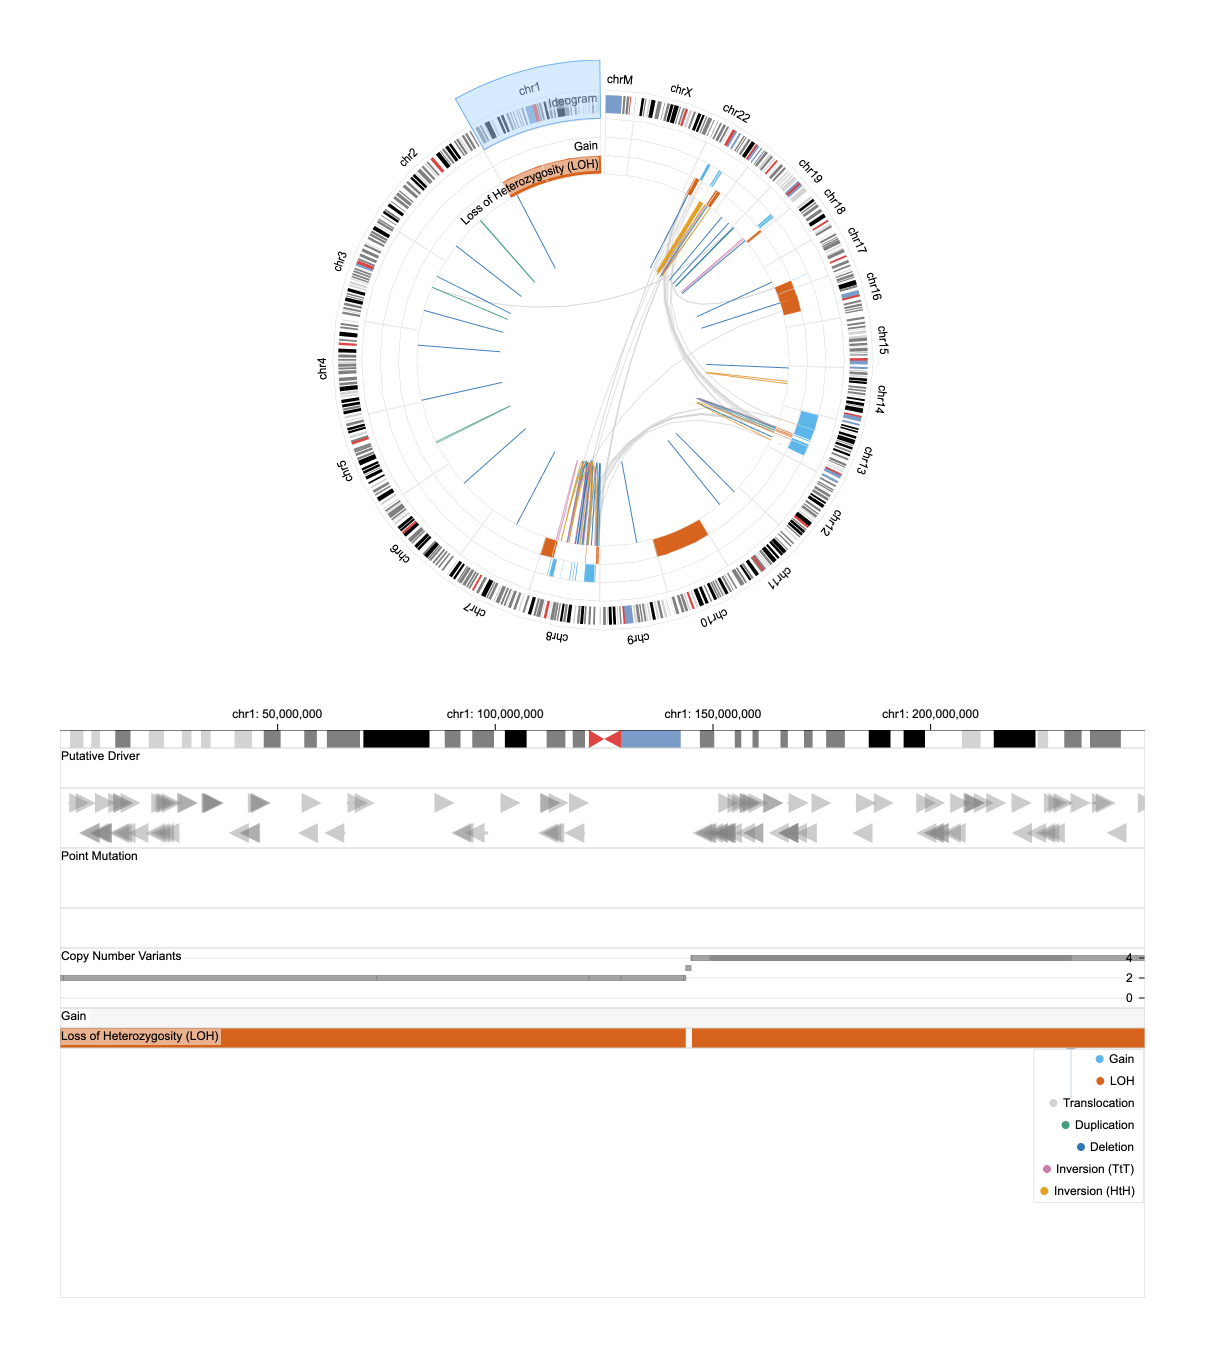 chrM
chrX
chr22
chr19
chr18
chr17
chr16
chr15
chr14
chr13
chr12
chr11
chr10
chr9
chr8
chr7
chr6
chr5
chr4
chr3
chr2
chr1
Ideogram
Gain
Loss of Heterozygosity (LOH)
chr1: 50,000,000
chr1: 100,000,000
chr1: 150,000,000
chr1: 200,000,000
Putative Driver
Point Mutation
Copy Number Variants
4
2
0
Gain
Loss of Heterozygosity (LOH)
Gain
LOH
Translocation
Duplication
Deletion
Inversion (TtT)
Inversion (HtH)